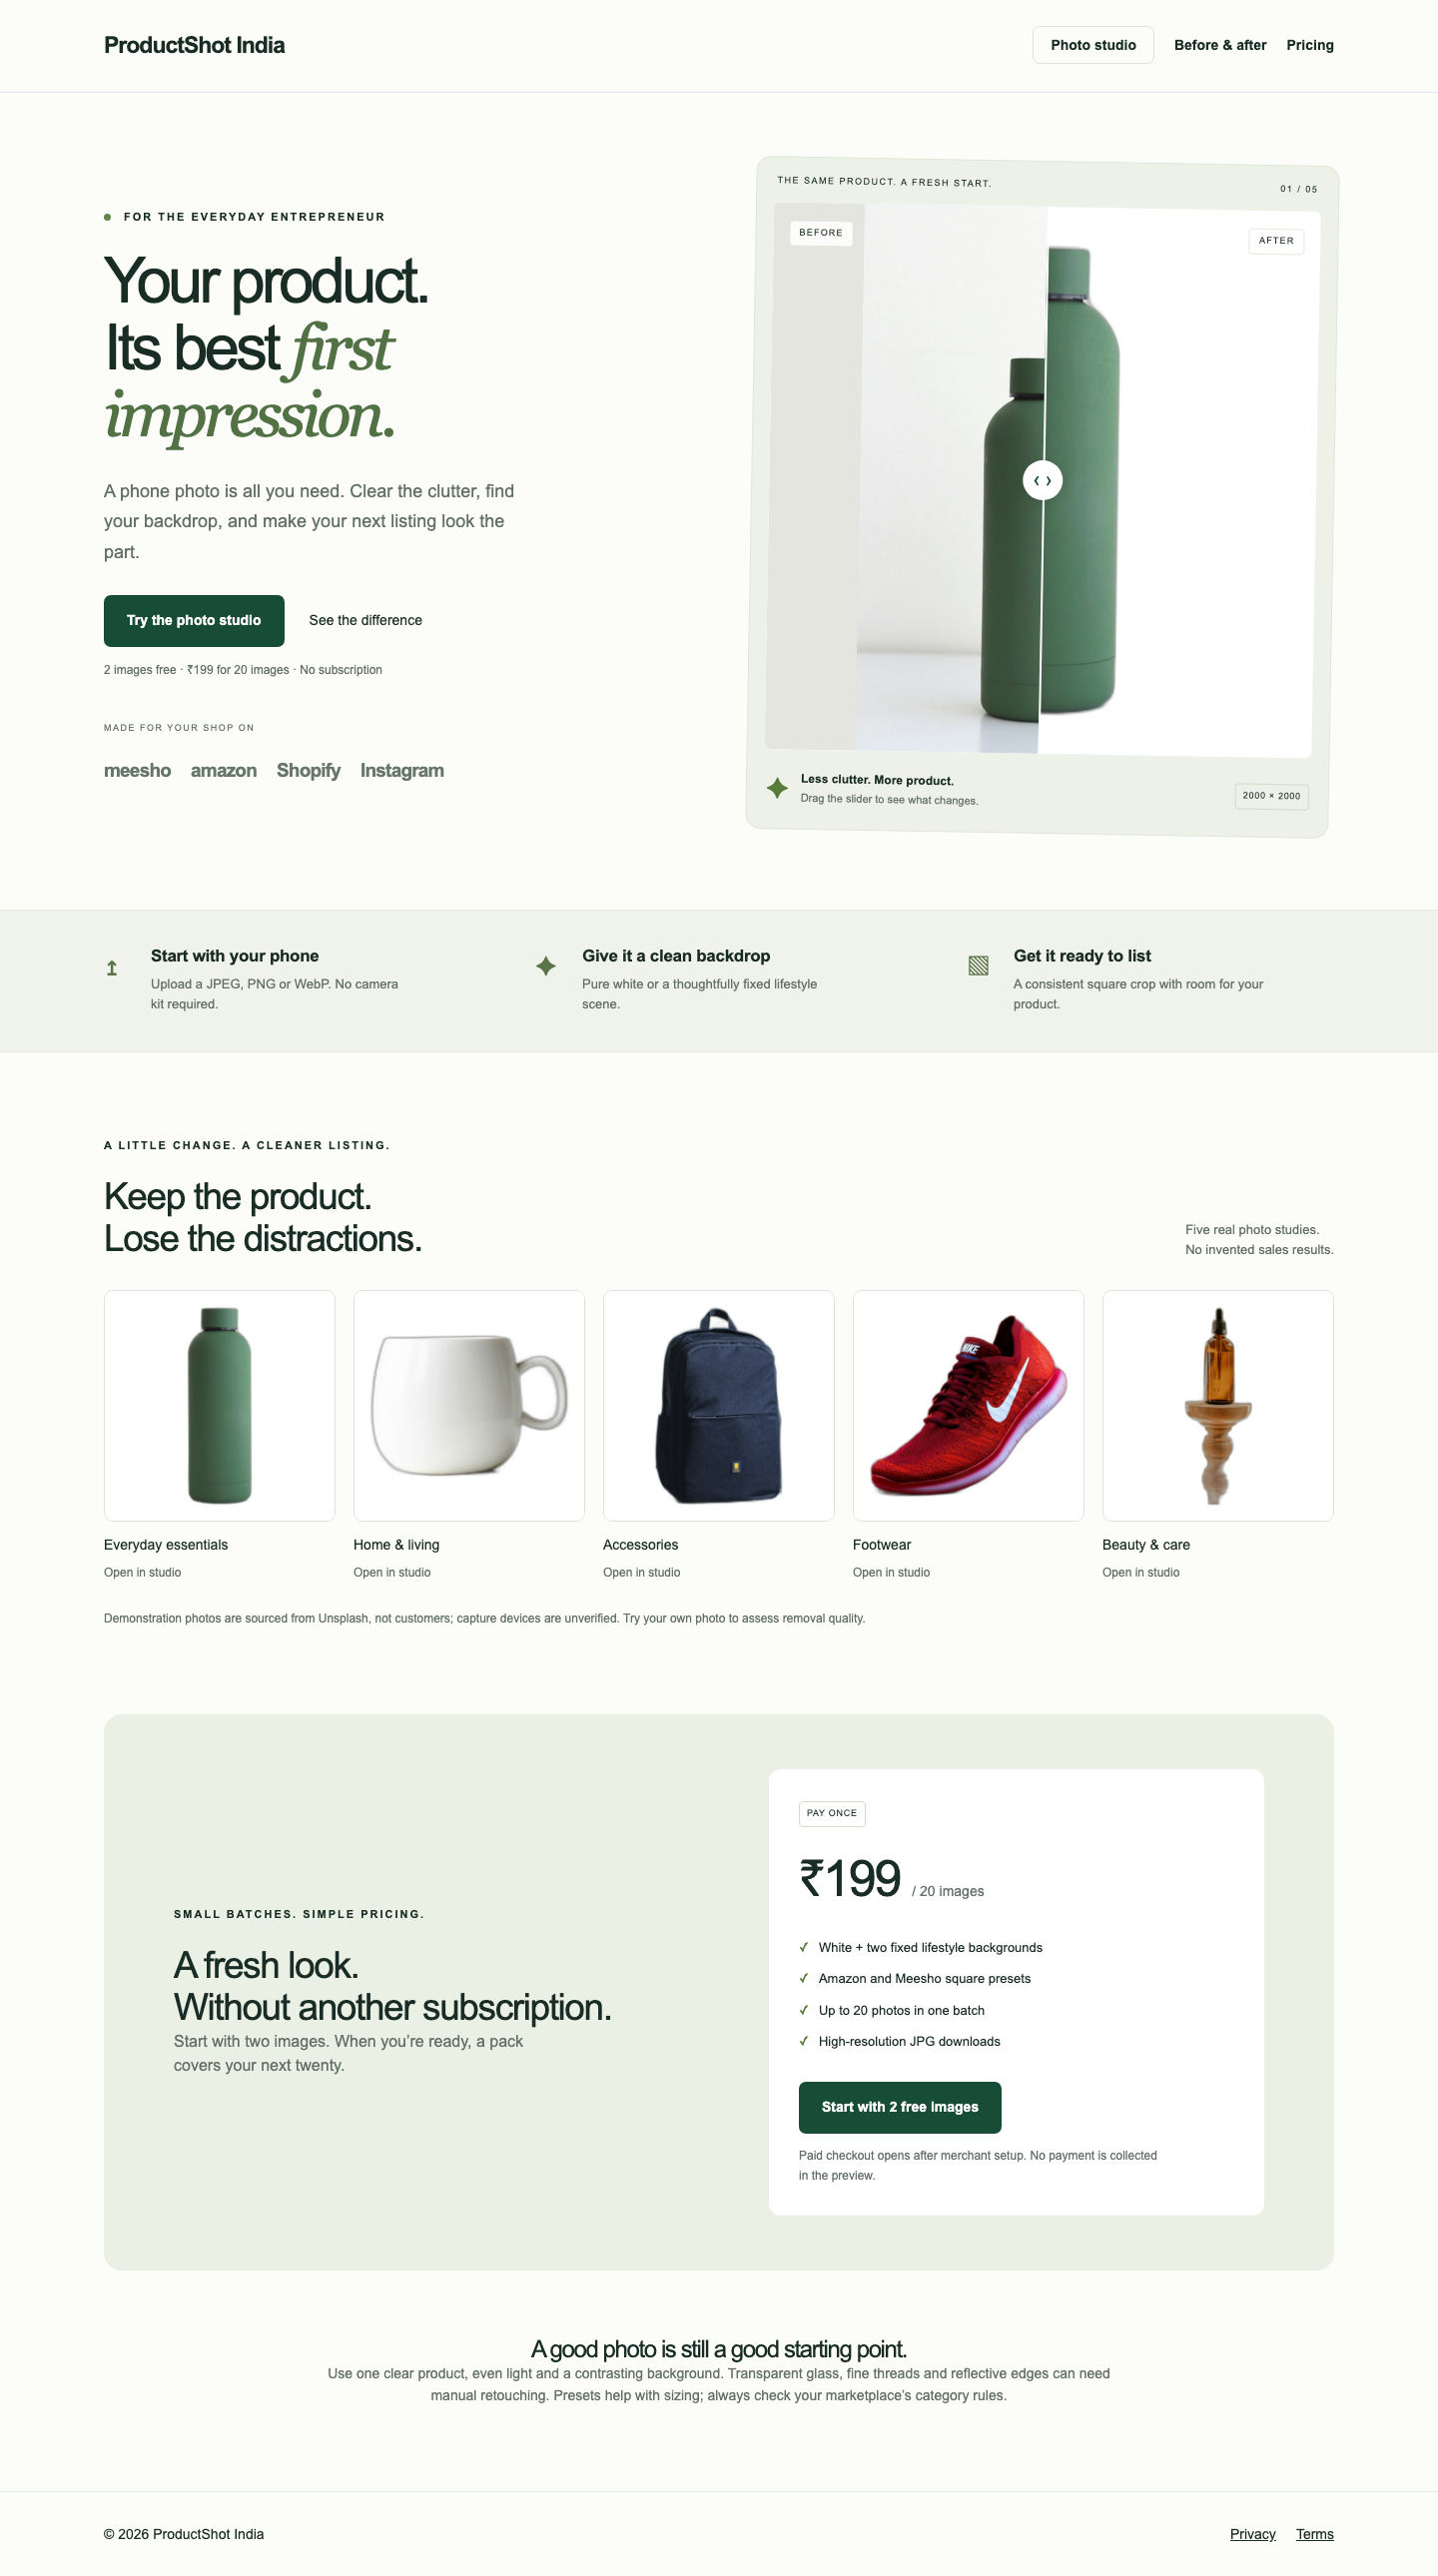 ProductShot India
Photo studio
Before & after
Pricing
FOR THE EVERYDAY ENTREPRENEUR
Your product.
Its best first
impression.
A phone photo is all you need. Clear the clutter, find
your backdrop, and make your next listing look the
part.
Try the photo studio
See the difference
2 images free · ₹199 for 20 images · No subscription
MADE FOR YOUR SHOP ON
meesho amazon Shopify Instagram
THE SAME PRODUCT. A FRESH START.
01 / 05
BEFORE
AFTER
Less clutter. More product.
Drag the slider to see what changes.
2000 × 2000
Start with your phone
Upload a JPEG, PNG or WebP. No camera
kit required.
Give it a clean backdrop
Pure white or a thoughtfully fixed lifestyle
scene.
Get it ready to list
A consistent square crop with room for your
product.
A LITTLE CHANGE. A CLEANER LISTING.
Keep the product.
Lose the distractions.
Five real photo studies.
No invented sales results.
NIKE
Everyday essentials
Open in studio
Home & living
Open in studio
Accessories
Open in studio
Footwear
Open in studio
Beauty & care
Open in studio
Demonstration photos are sourced from Unsplash, not customers; capture devices are unverified. Try your own photo to assess removal quality.
SMALL BATCHES. SIMPLE PRICING.
A fresh look.
Without another subscription.
Start with two images. When you’re ready, a pack
covers your next twenty.
PAY ONCE
₹199 / 20 images
✓ White + two fixed lifestyle backgrounds
✓ Amazon and Meesho square presets
✓ Up to 20 photos in one batch
✓ High-resolution JPG downloads
Start with 2 free images
Paid checkout opens after merchant setup. No payment is collected
in the preview.
A good photo is still a good starting point.
Use one clear product, even light and a contrasting background. Transparent glass, fine threads and reflective edges can need
manual retouching. Presets help with sizing; always check your marketplace’s category rules.
© 2026 ProductShot India
Privacy
Terms